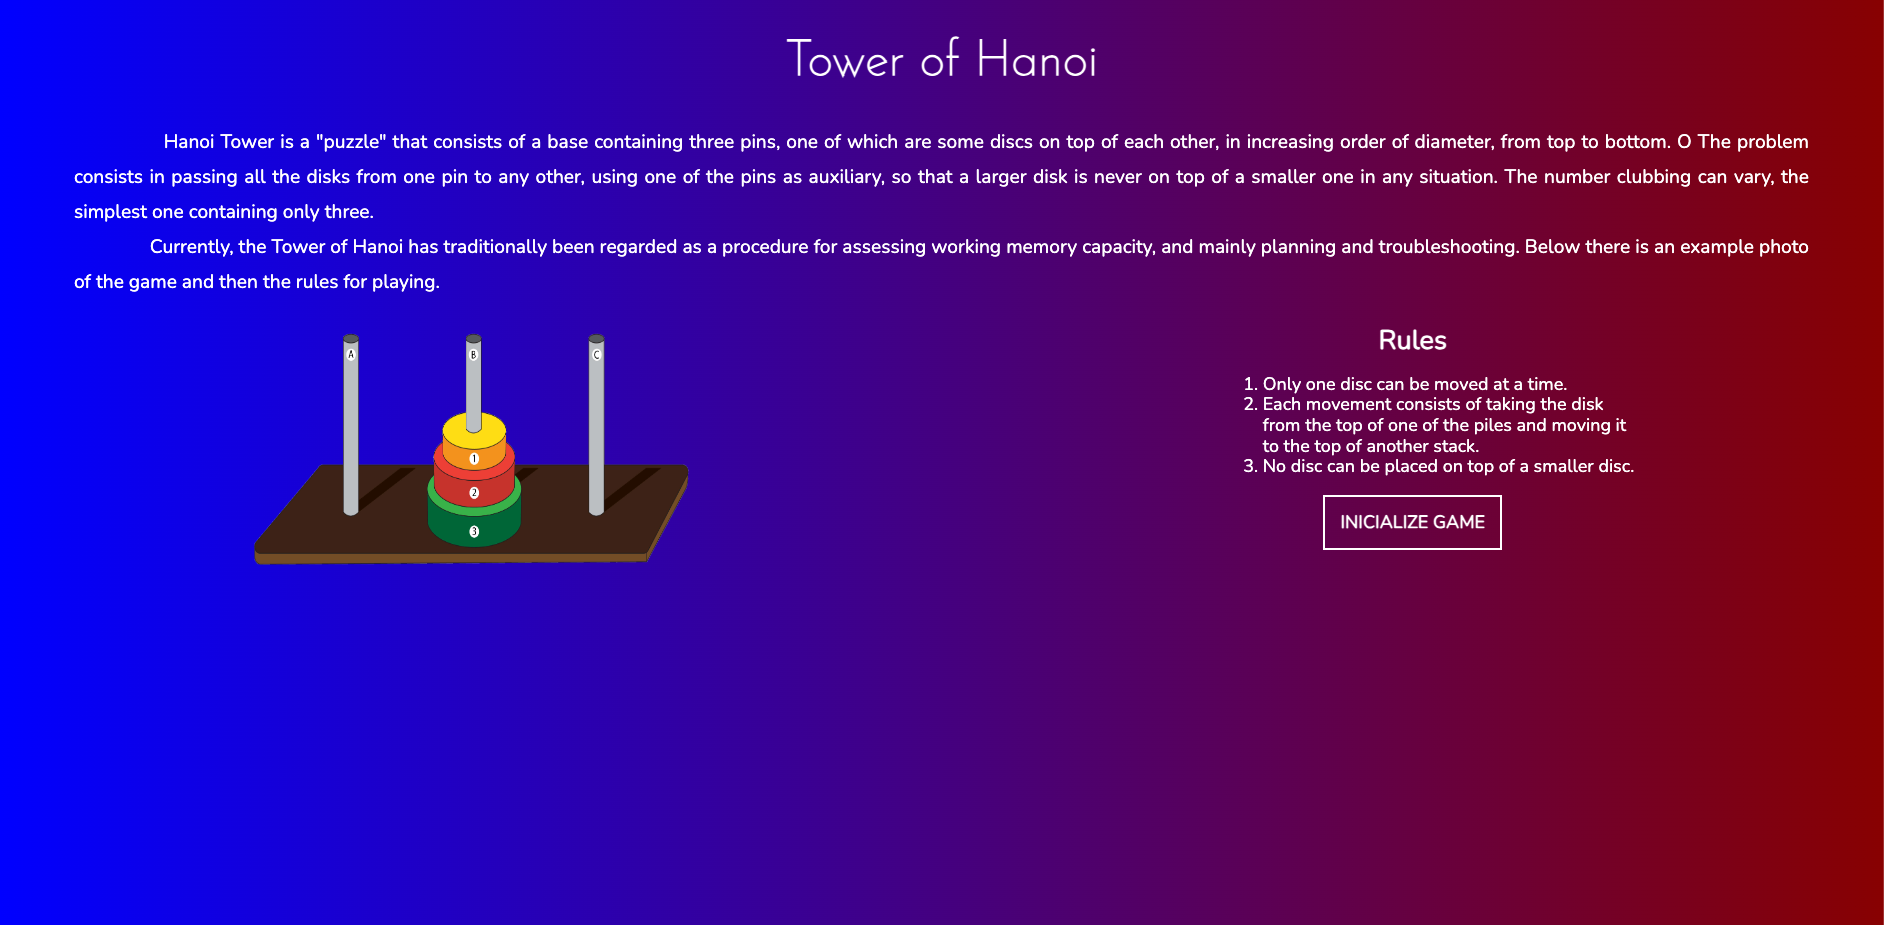 Tower of Hanoi
Hanoi Tower is a "puzzle" that consists of a base containing three pins, one of which are some discs on top of each other, in increasing order of diameter, from top to bottom. O The problem
consists in passing all the disks from one pin to any other, using one of the pins as auxiliary, so that a larger disk is never on top of a smaller one in any situation. The number clubbing can vary, the
simplest one containing only three.
Currently, the Tower of Hanoi has traditionally been regarded as a procedure for assessing working memory capacity, and mainly planning and troubleshooting. Below there is an example photo
of the game and then the rules for playing.
A
B
C
1
2
3
Rules
1. Only one disc can be moved at a time.
2. Each movement consists of taking the disk
from the top of one of the piles and moving it
to the top of another stack.
3. No disc can be placed on top of a smaller disc.
INICIALIZE GAME